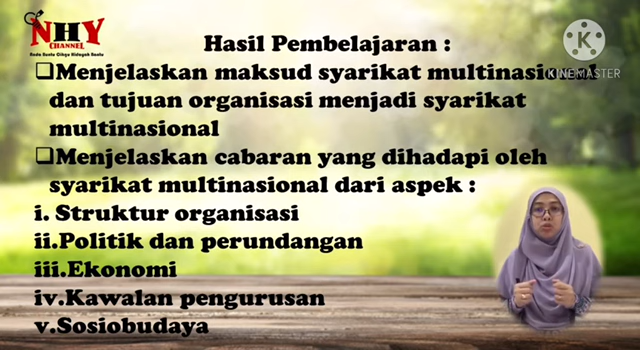 NHY
CHANNEL
Hasil Pembelajaran :
❑Menjelaskan maksud syarikat multinasional
dan tujuan organisasi menjadi syarikat
multinasional
❑Menjelaskan cabaran yang dihadapi oleh
syarikat multinasional dari aspek :
i. Struktur organisasi
ii.Politik dan perundangan
iii.Ekonomi
iv.Kawalan pengurusan
v.Sosiobudaya
K
KINEMASTER